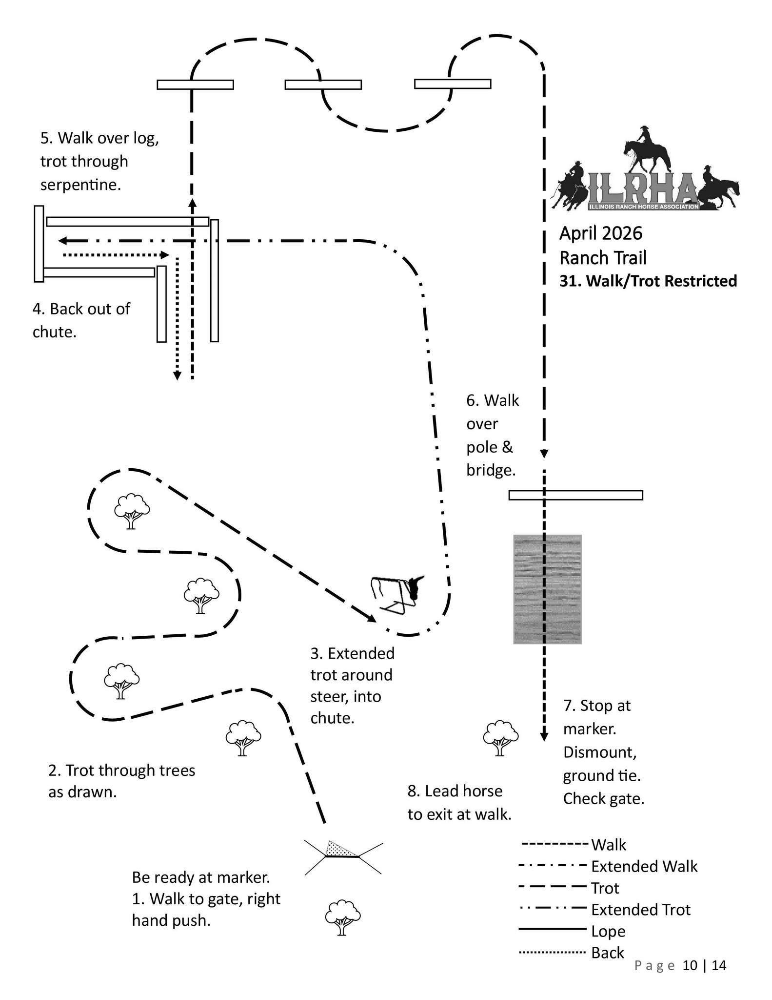 5. Walk over log,
trot through
serpentine.
ILRHA
ILLINOIS RANCH HORSE ASSOCIATION
April 2026
Ranch Trail
31. Walk/Trot Restricted
4. Back out of
chute.
6. Walk
over
pole &
bridge.
3. Extended
trot around
steer, into
chute.
7. Stop at
marker.
Dismount,
ground tie.
Check gate.
2. Trot through trees
as drawn.
8. Lead horse
to exit at walk.
Be ready at marker.
1. Walk to gate, right
hand push.
Walk
Extended Walk
Trot
Extended Trot
Lope
Back
Page 10 | 14